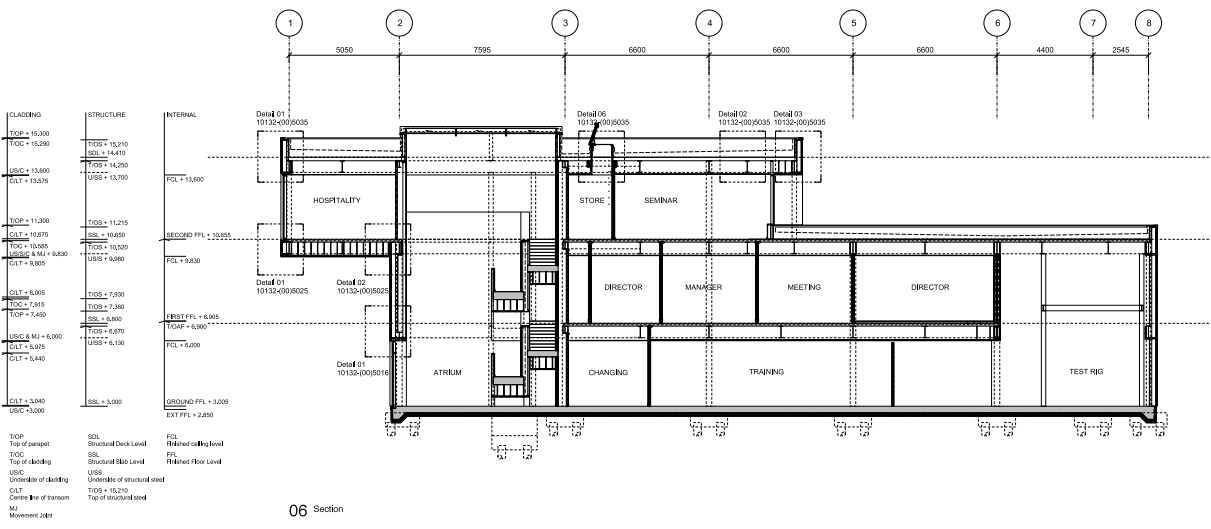 1 2 3 4 5 6 7 8
5050 7595 6600 6600 6600 4400 2545
CLADDING STRUCTURE INTERNAL
Detail 01
10132-(00)5035
Detail 06
10132-(00)5035
Detail 02
10132-(00)5035
Detail 03
10132-(00)5035
T/OP + 15.300
T/OC + 15.290
T/OS + 15,210
SDL + 14.410
T/OS + 14,250
US/C + 13.600
U/SS + 13,700
C/LT + 13.575
FCL + 13,600
HOSPITALITY
STORE
SEMINAR
T/OP + 11.300
T/OS + 11,215
C/LT + 10.675
SSL + 10.650
SECOND FFL + 10.655
TOC + 10.585
T/OS + 10,520
US/S/C & MJ + 9.830
U/S/S + 9.980
FCL + 9,830
C/LT + 9,805
Detail 01
10132-(00)5025
Detail 02
10132-(00)5025
DIRECTOR
MANAGER
MEETING
DIRECTOR
C/LT + 8.005
T/OS + 7,930
TOC + 7,915
T/OS + 7.360
T/OP + 7,450
SSL + 6.800
FIRST FFL + 6.905
T/OAF + 6.900
T/OS + 6,670
US/C & MJ + 6,000
U/SS + 6.130
FCL + 6.000
C/LT + 5.975
C/LT + 5,440
Detail 01
10132-(00)5016
ATRIUM
CHANGING
TRAINING
TEST RIG
C/LT + 3.040
SSL + 3.000
GROUND FFL + 3.005
US/C +3.000
EXT FFL + 2.850
T/OP
Top of parapet
T/OC
Top of cladding
US/C
Underside of cladding
C/LT
Centre line of transom
MJ
Movement Joint
SDL
Structural Deck Level
SSL
Structural Slab Level
U/SS
Underside of structural steel
T/OS + 15,210
Top of structural steel
FCL
Finished ceiling level
FFL
Finished Floor Level
06 Section